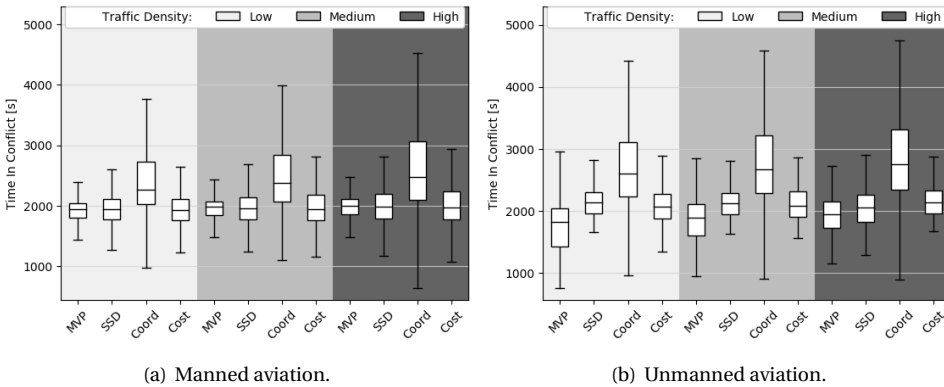 Traffic Density: Low Medium High
5000
4000
3000
2000
1000
Time In Conflict [s]
MVP SSD Coord Cost MVP SSD Coord Cost MVP SSD Coord Cost
(a) Manned aviation.
Traffic Density: Low Medium High
5000
4000
3000
2000
1000
Time In Conflict [s]
MVP SSD Coord Cost MVP SSD Coord Cost MVP SSD Coord Cost
(b) Unmanned aviation.